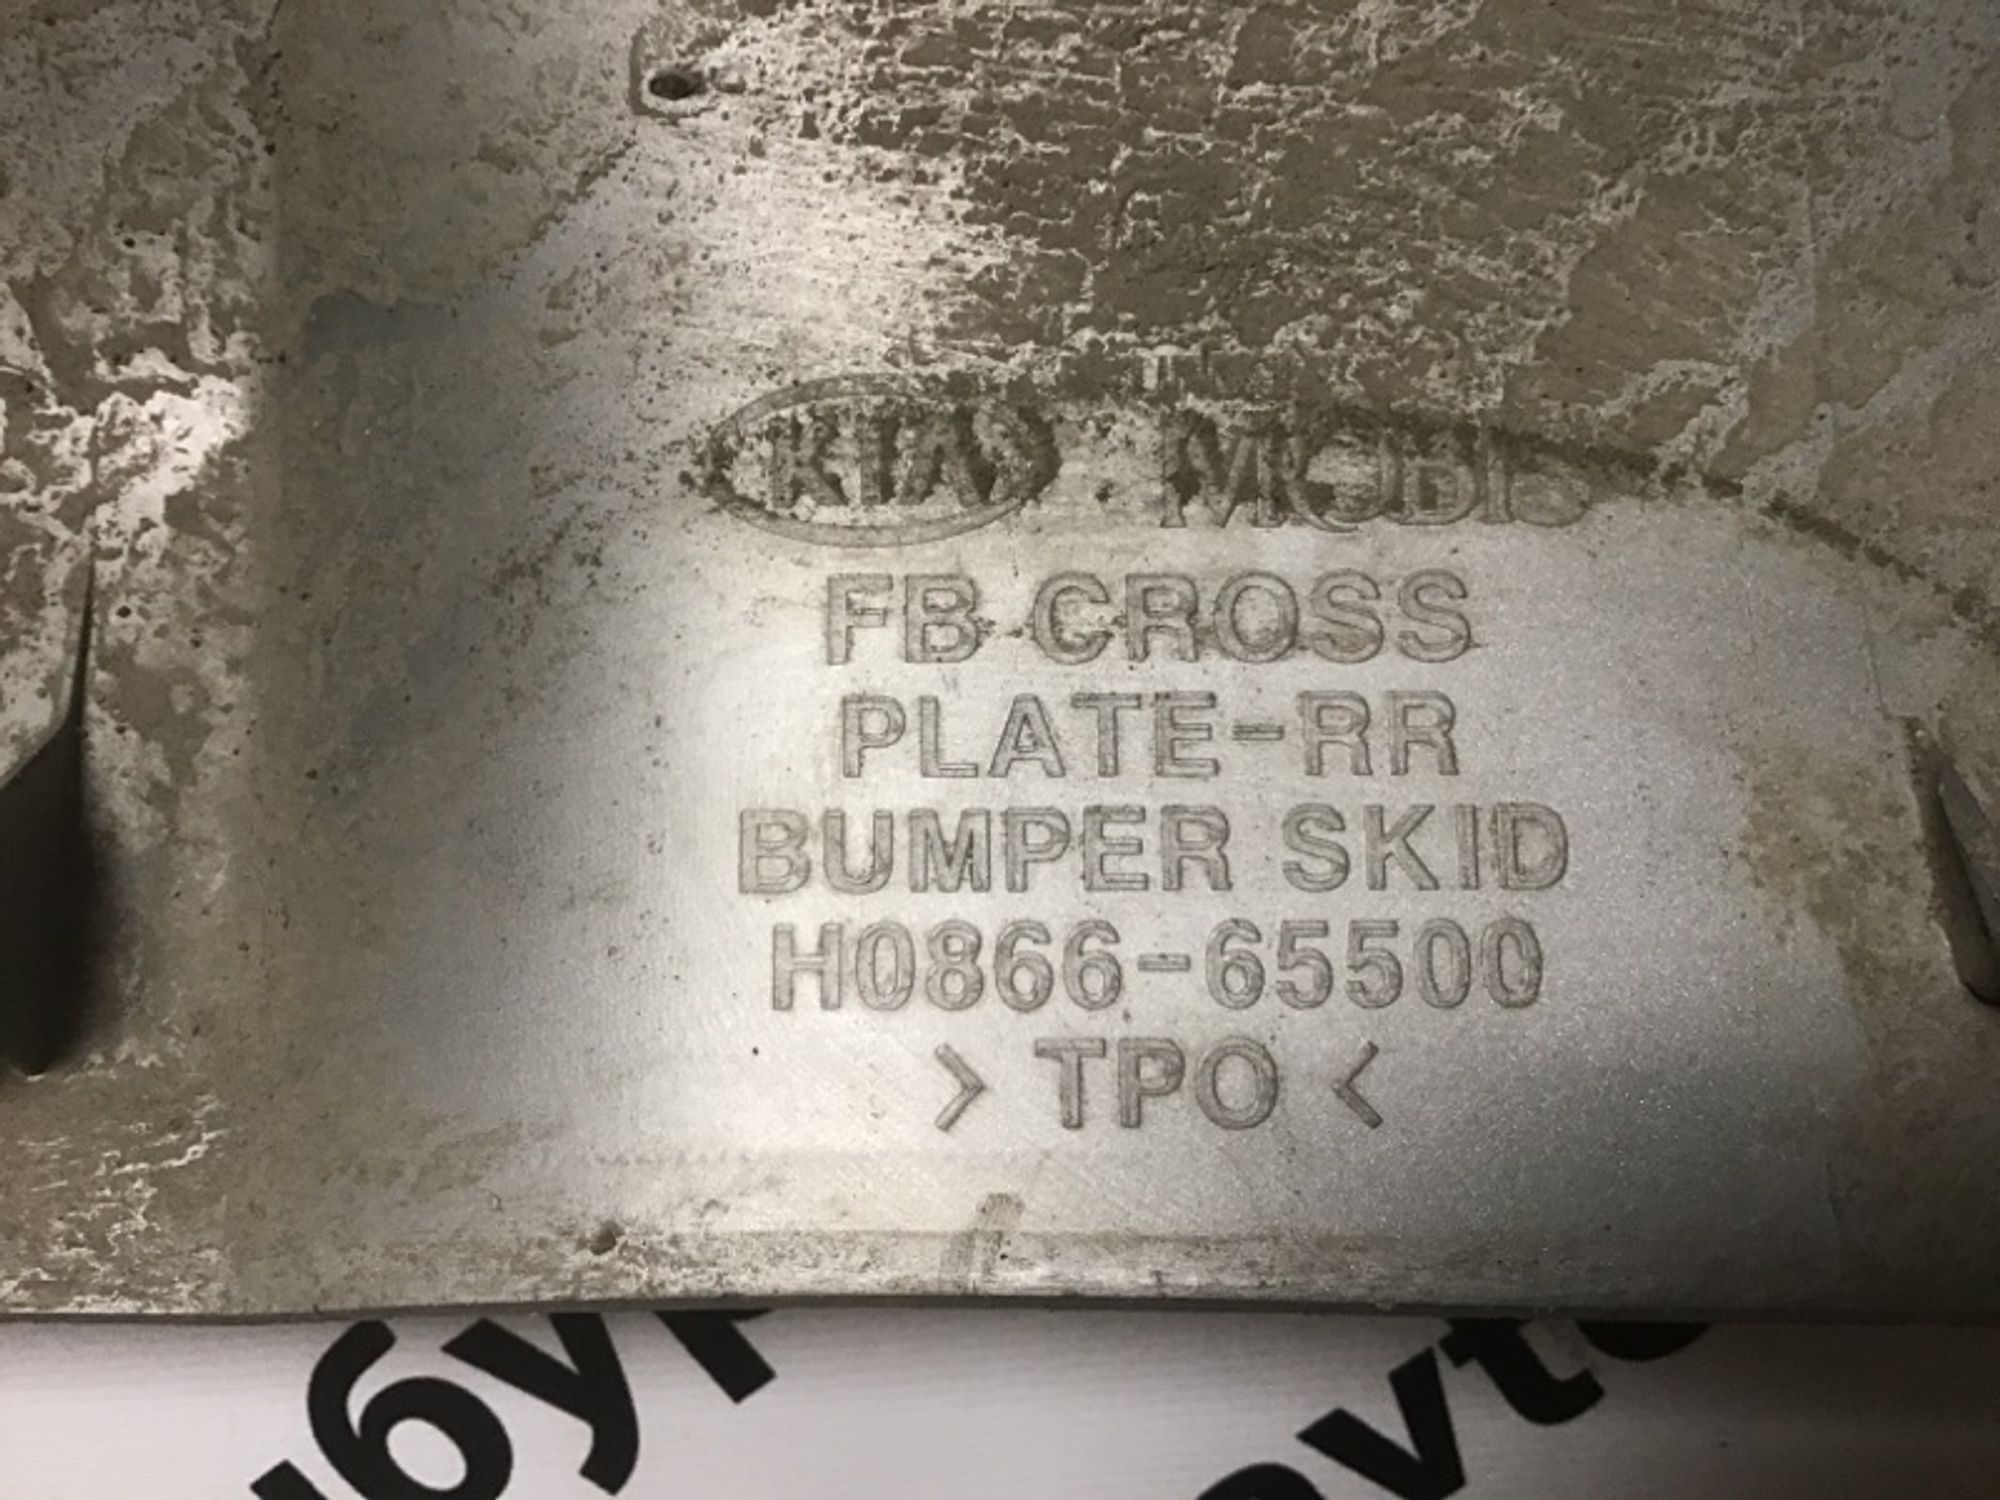 KIA MOBIS
FB CROSS
PLATE-RR
BUMPER SKID
H0866-65500
> TPO <